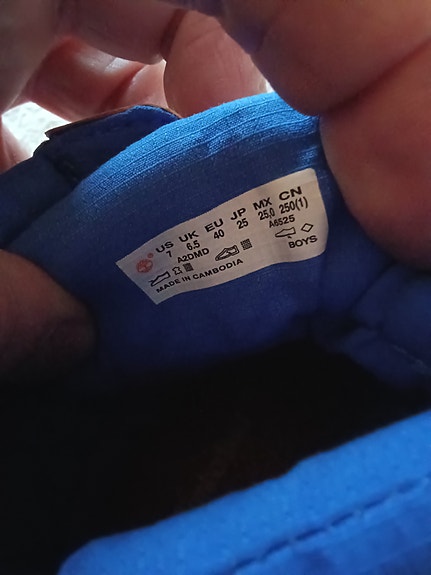 US UK EU JP MX CN
7 6.5 40 25 25,0 250(1)
A2DMD A6525
BOYS
MADE IN CAMBODIA